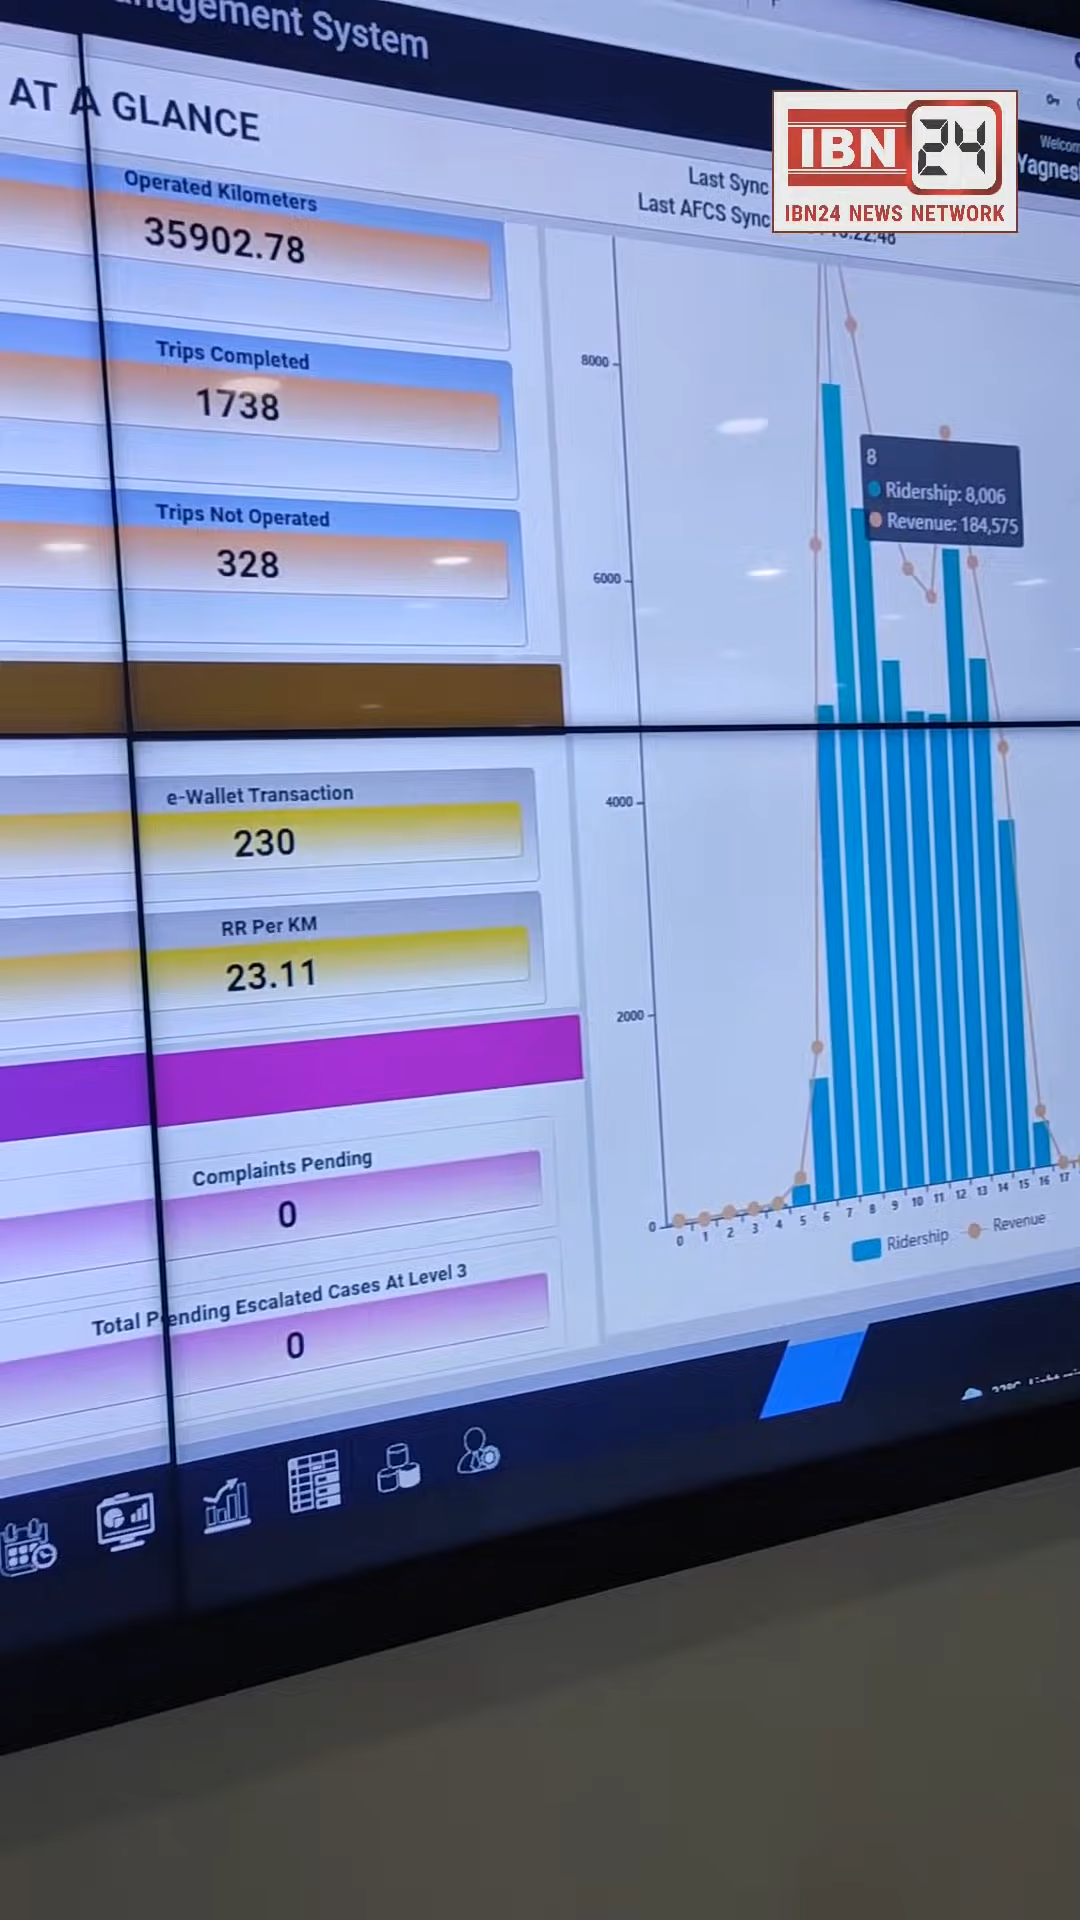 System
AT A GLANCE
IBN 24
IBN24 NEWS NETWORK
Last Sync
Last AFCS Sync
Operated Kilometers
35902.78
Trips Completed
1738
Trips Not Operated
328
e-Wallet Transaction
230
RR Per KM
23.11
Complaints Pending
0
Total Pending Escalated Cases At Level 3
0
8000
6000
4000
2000
0
8
Ridership: 8,006
Revenue: 184,575
0 1 2 3 4 5 6 7 8 9 10 11 12 13 14 15 16 17
Ridership Revenue